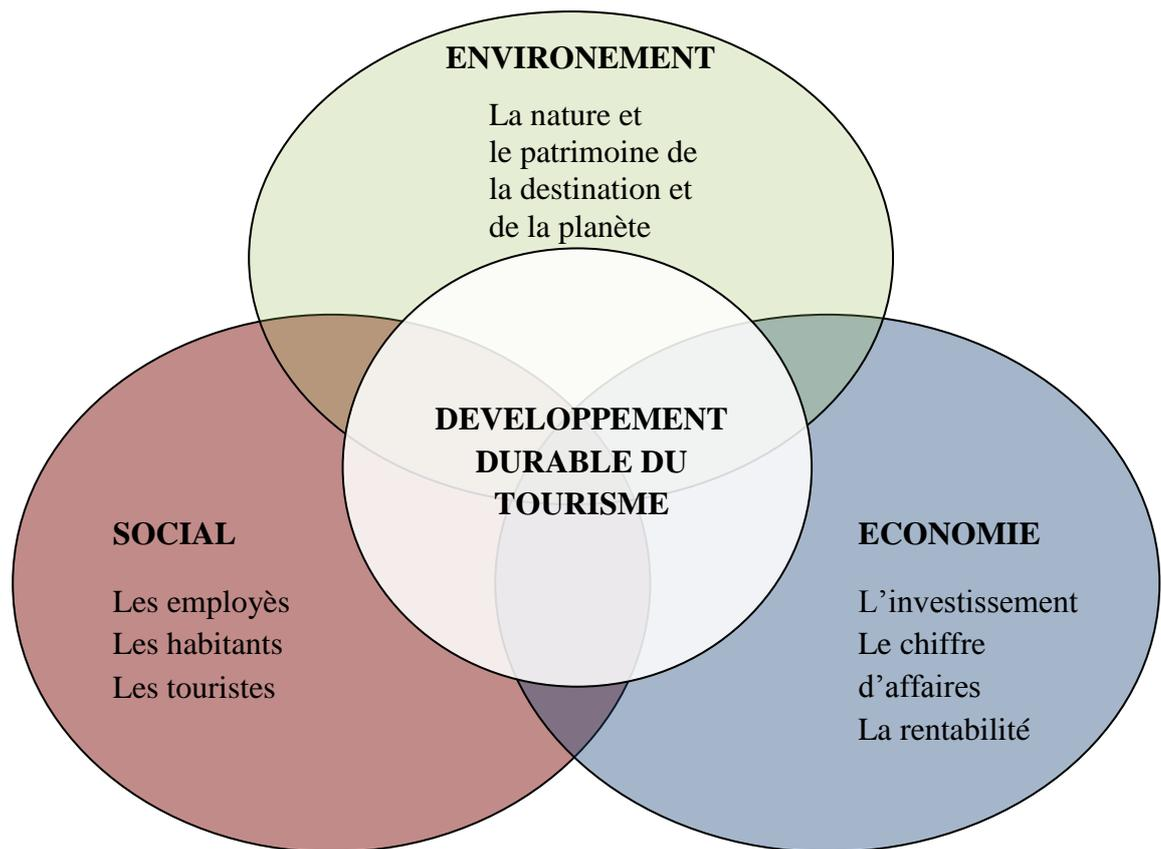 ENVIRONEMENT
La nature et
le patrimoine de
la destination et
de la planète
DEVELOPPEMENT
DURABLE DU
TOURISME
SOCIAL
Les employès
Les habitants
Les touristes
ECONOMIE
L’investissement
Le chiffre
d’affaires
La rentabilité